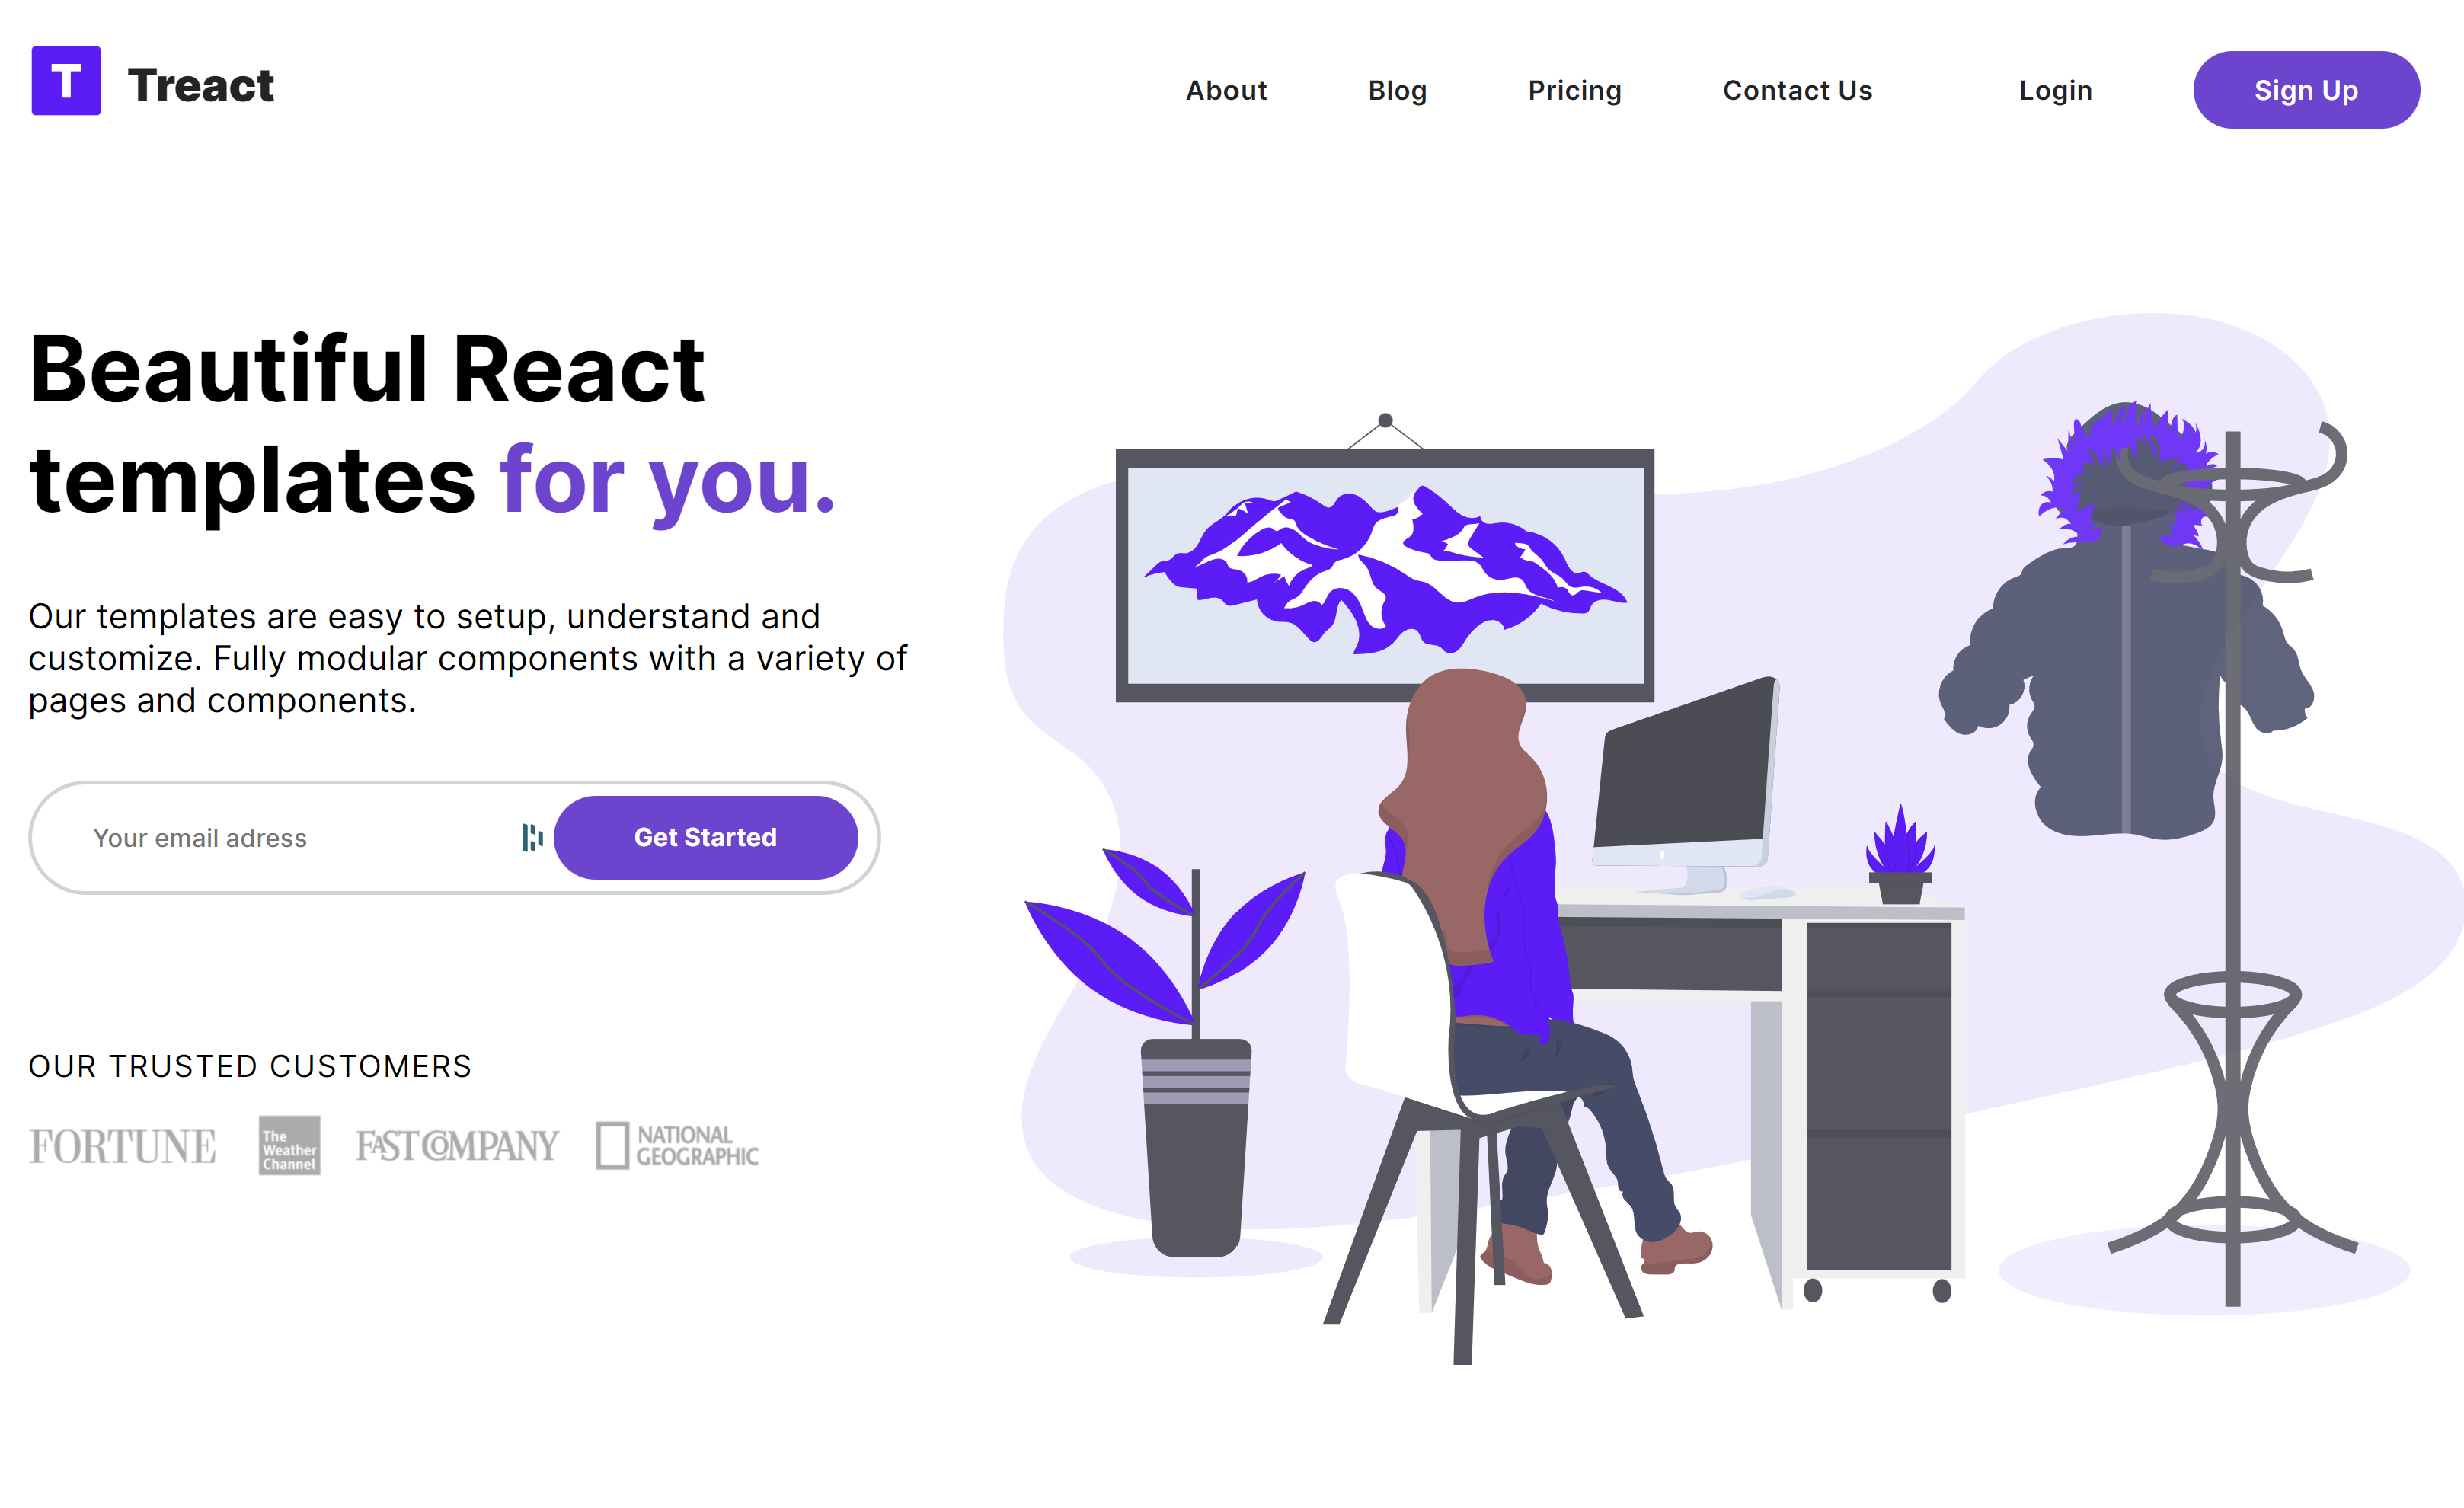 T Treact
About Blog Pricing Contact Us Login Sign Up
Beautiful React
templates for you.
Our templates are easy to setup, understand and
customize. Fully modular components with a variety of
pages and components.
Your email adress
Get Started
OUR TRUSTED CUSTOMERS
FORTUNE
The
Weather
Channel
FAST COMPANY
NATIONAL
GEOGRAPHIC